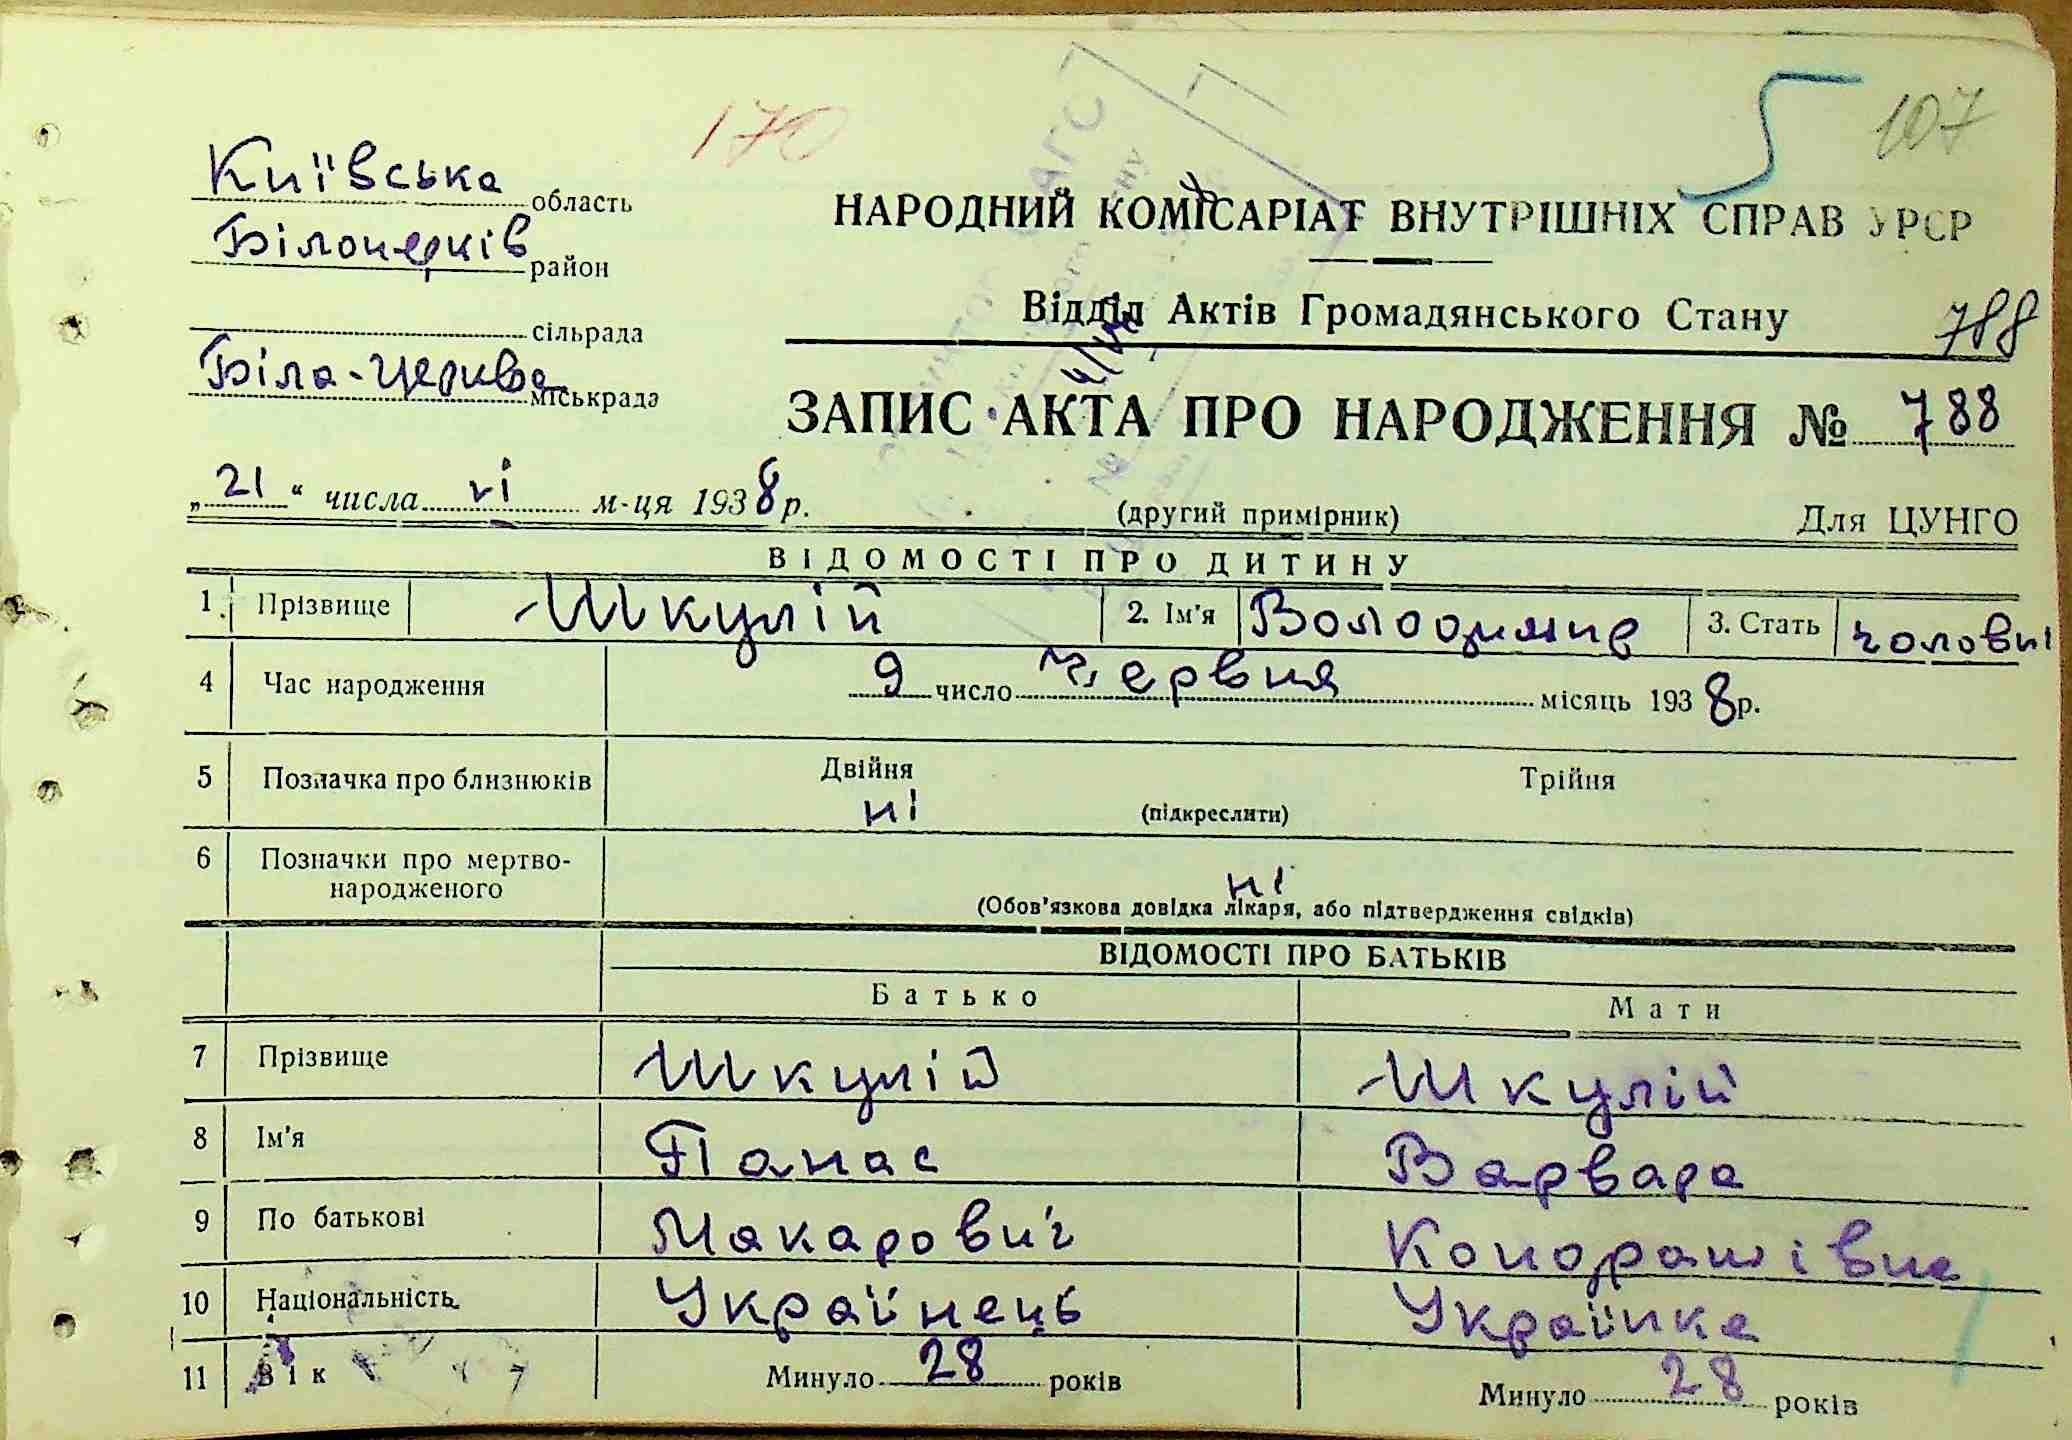 170
5
107
Київська область
Білоцерків район
сільрада
Біла-Церква міськрада
НАРОДНИЙ КОМІСАРІАТ ВНУТРІШНІХ СПРАВ УРСР
Відділ Актів Громадянського Стану
788
ЗАПИС АКТА ПРО НАРОДЖЕННЯ № 788
„21“ числа VI м-ця 1938 р.
(другий примірник)
Для ЦУНГО
ВІДОМОСТІ ПРО ДИТИНУ
1. Прізвище Шкулій 2. Ім'я Володимир 3. Стать чолові
4 Час народження 9 число Червня місяць 1938 р.
5 Позначка про близнюків Двійня Трійня
ні (підкреслити)
6 Позначки про мертво-
народженого ні
(Обов'язкова довідка лікаря, або підтвердження свідків)
ВІДОМОСТІ ПРО БАТЬКІВ
Батько Мати
7 Прізвище Шкулій Шкулій
8 Ім'я Панас Варвара
9 По батькові Макарович Кондратівна
10 Національність Українець Українка
11 Вік Минуло 28 років Минуло 28 років